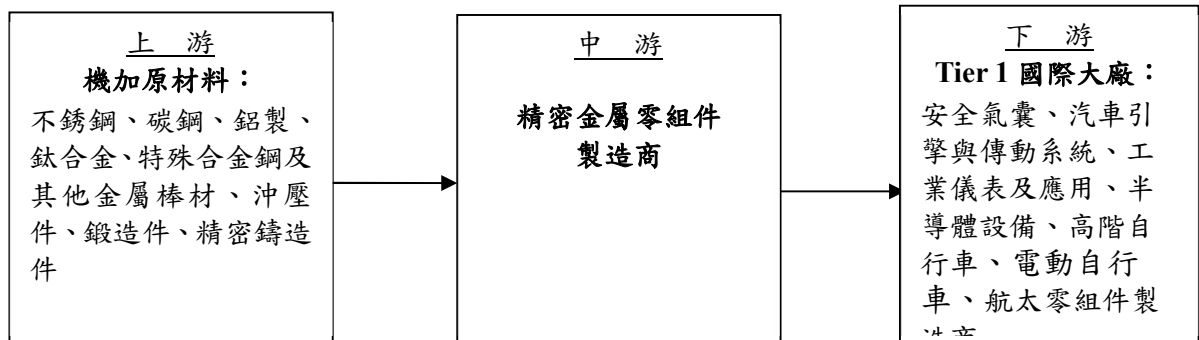 上 游
機加原材料：
不銹鋼、碳鋼、鋁製、
鈦合金、特殊合金鋼及
其他金屬棒材、沖壓
件、鍛造件、精密鑄造
件
中 游
精密金屬零組件
製造商
下 游
Tier 1 國際大廠：
安全氣囊、汽車引
擎與傳動系統、工
業儀表及應用、半
導體設備、高階自
行車、電動自行
車、航太零組件製
造商